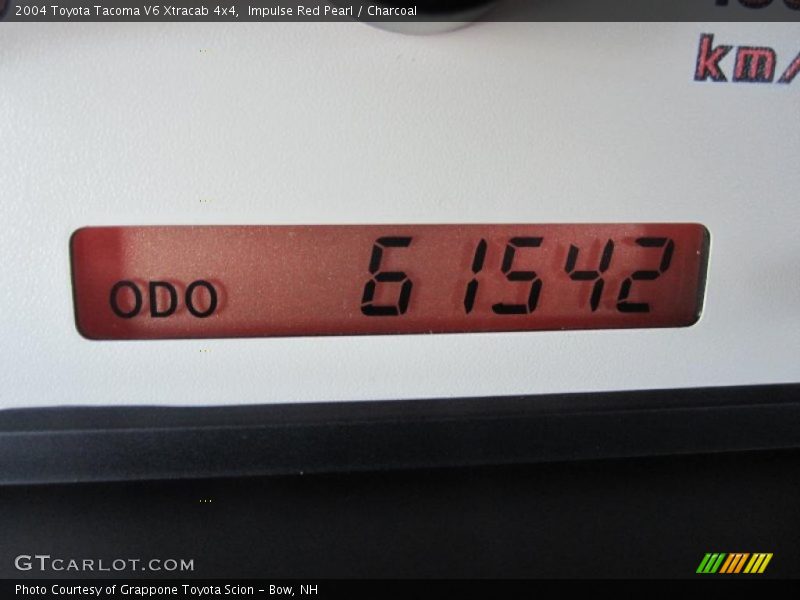 2004 Toyota Tacoma V6 Xtracab 4x4, Impulse Red Pearl / Charcoal
km/
ODO 61542
GTCARLOT.COM
Photo Courtesy of Grappone Toyota Scion - Bow, NH